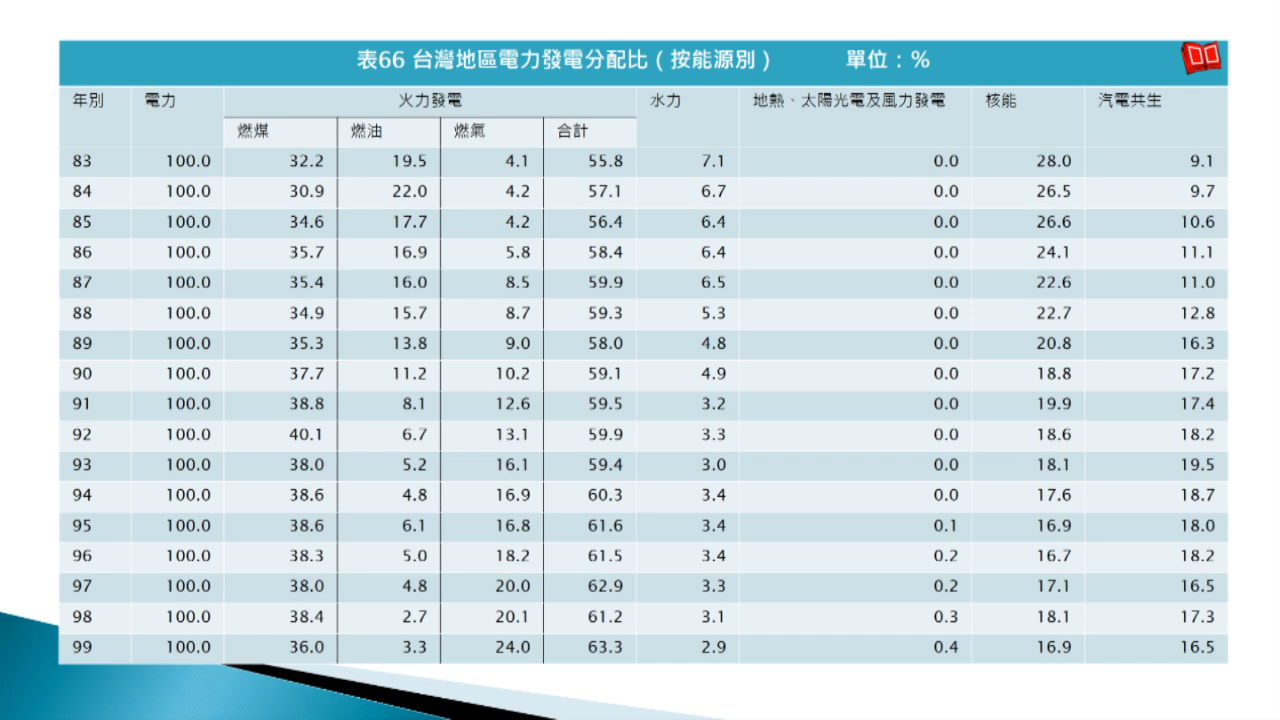 表66 台灣地區電力發電分配比（按能源別） 單位：%
年別 電力 火力發電 水力 地熱、太陽光電及風力發電 核能 汽電共生
燃煤 燃油 燃氣 合計
83 100.0 32.2 19.5 4.1 55.8 7.1 0.0 28.0 9.1
84 100.0 30.9 22.0 4.2 57.1 6.7 0.0 26.5 9.7
85 100.0 34.6 17.7 4.2 56.4 6.4 0.0 26.6 10.6
86 100.0 35.7 16.9 5.8 58.4 6.4 0.0 24.1 11.1
87 100.0 35.4 16.0 8.5 59.9 6.5 0.0 22.6 11.0
88 100.0 34.9 15.7 8.7 59.3 5.3 0.0 22.7 12.8
89 100.0 35.3 13.8 9.0 58.0 4.8 0.0 20.8 16.3
90 100.0 37.7 11.2 10.2 59.1 4.9 0.0 18.8 17.2
91 100.0 38.8 8.1 12.6 59.5 3.2 0.0 19.9 17.4
92 100.0 40.1 6.7 13.1 59.9 3.3 0.0 18.6 18.2
93 100.0 38.0 5.2 16.1 59.4 3.0 0.0 18.1 19.5
94 100.0 38.6 4.8 16.9 60.3 3.4 0.0 17.6 18.7
95 100.0 38.6 6.1 16.8 61.6 3.4 0.1 16.9 18.0
96 100.0 38.3 5.0 18.2 61.5 3.4 0.2 16.7 18.2
97 100.0 38.0 4.8 20.0 62.9 3.3 0.2 17.1 16.5
98 100.0 38.4 2.7 20.1 61.2 3.1 0.3 18.1 17.3
99 100.0 36.0 3.3 24.0 63.3 2.9 0.4 16.9 16.5